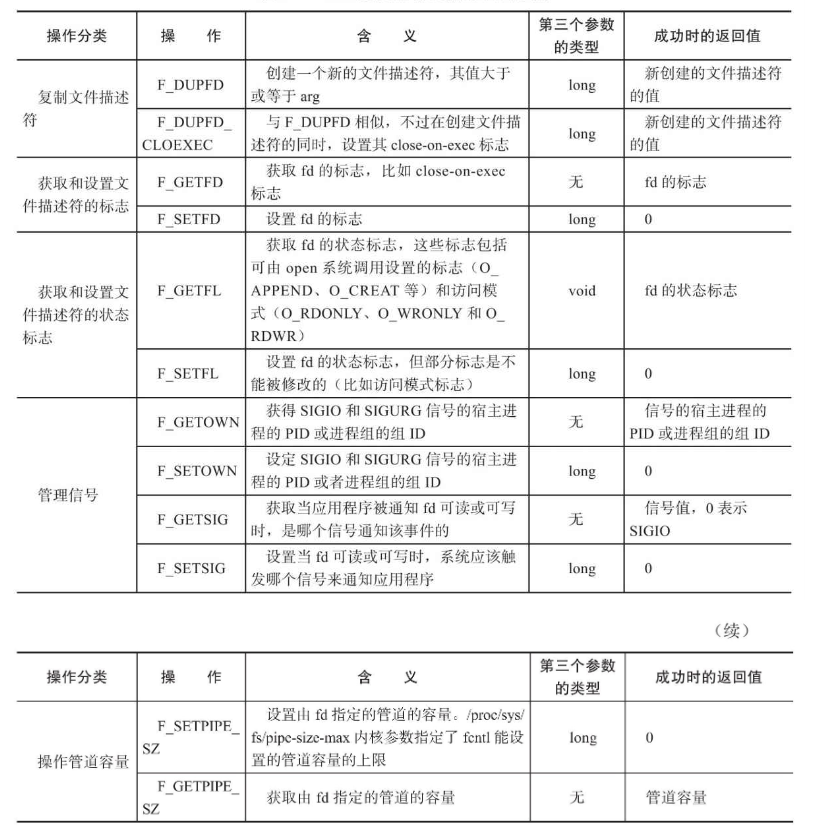 操作分类 操 作 含 义 第三个参数的类型 成功时的返回值
复制文件描述符 F_DUPFD 创建一个新的文件描述符，其值大于或等于 arg long 新创建的文件描述符的值
F_DUPFD_CLOEXEC 与 F_DUPFD 相似，不过在创建文件描述符的同时，设置其 close-on-exec 标志 long 新创建的文件描述符的值
获取和设置文件描述符的标志 F_GETFD 获取 fd 的标志，比如 close-on-exec 标志 无 fd 的标志
F_SETFD 设置 fd 的标志 long 0
获取和设置文件描述符的状态标志 F_GETFL 获取 fd 的状态标志，这些标志包括可由 open 系统调用设置的标志（O_APPEND、O_CREAT 等）和访问模式（O_RDONLY、O_WRONLY 和 O_RDWR） void fd 的状态标志
F_SETFL 设置 fd 的状态标志，但部分标志是不能被修改的（比如访问模式标志） long 0
管理信号 F_GETOWN 获得 SIGIO 和 SIGURG 信号的宿主进程的 PID 或进程组的组 ID 无 信号的宿主进程的 PID 或进程组的组 ID
F_SETOWN 设定 SIGIO 和 SIGURG 信号的宿主进程的 PID 或者进程组的组 ID long 0
F_GETSIG 获取当应用程序被通知 fd 可读或可写时，是哪个信号通知该事件的 无 信号值，0 表示 SIGIO
F_SETSIG 设置当 fd 可读或可写时，系统应该触发哪个信号来通知应用程序 long 0
（续）
操作分类 操 作 含 义 第三个参数的类型 成功时的返回值
操作管道容量 F_SETPIPE_SZ 设置由 fd 指定的管道的容量。/proc/sys/fs/pipe-size-max 内核参数指定了 fcntl 能设置的管道容量的上限 long 0
F_GETPIPE_SZ 获取由 fd 指定的管道的容量 无 管道容量